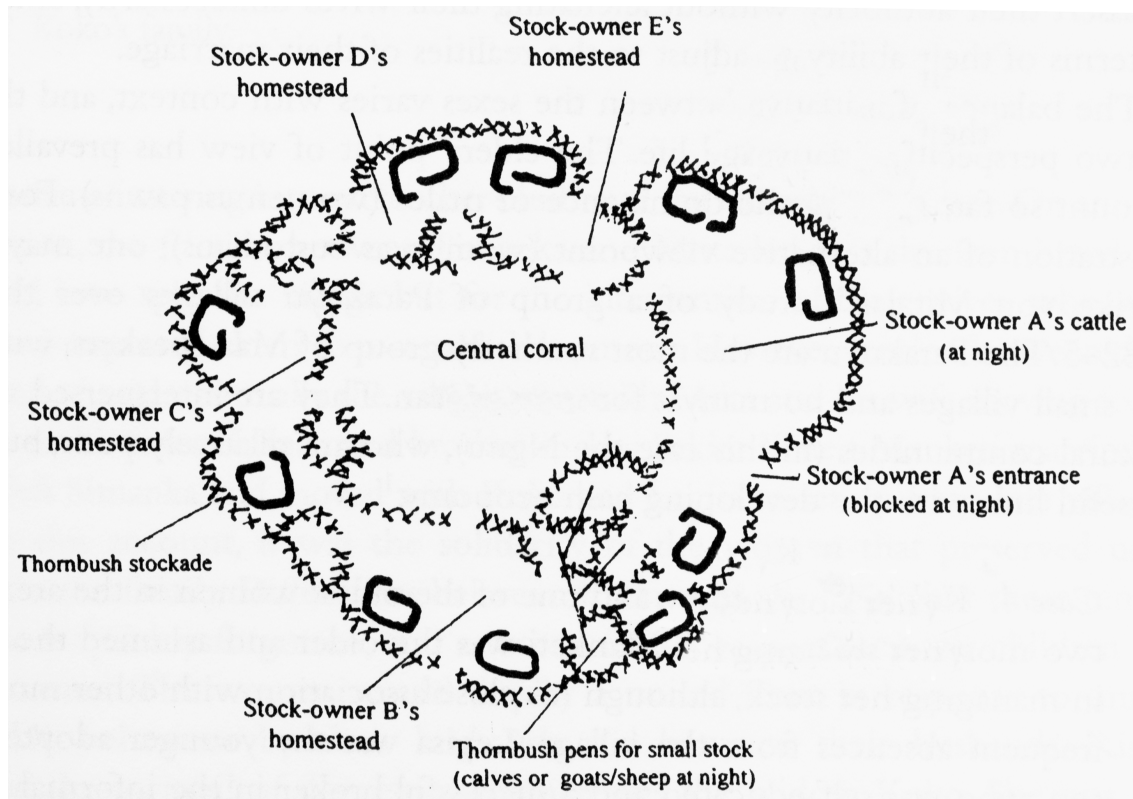 Stock-owner E's
homestead
Stock-owner D's
homestead
Central corral
Stock-owner A's cattle
(at night)
Stock-owner C's
homestead
Stock-owner A's entrance
(blocked at night)
Thornbush stockade
Stock-owner B's
homestead
Thornbush pens for small stock
(calves or goats/sheep at night)